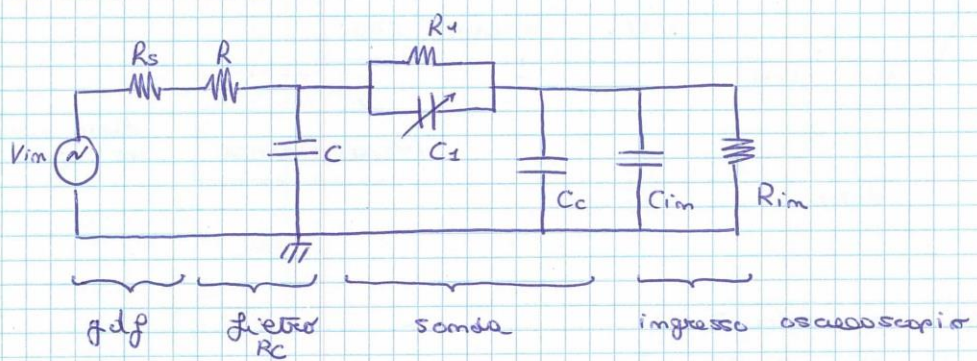 Rs R R1
Vin C C1
Cc Cin Rin
gdf filtro RC sonda ingresso oscilloscopio